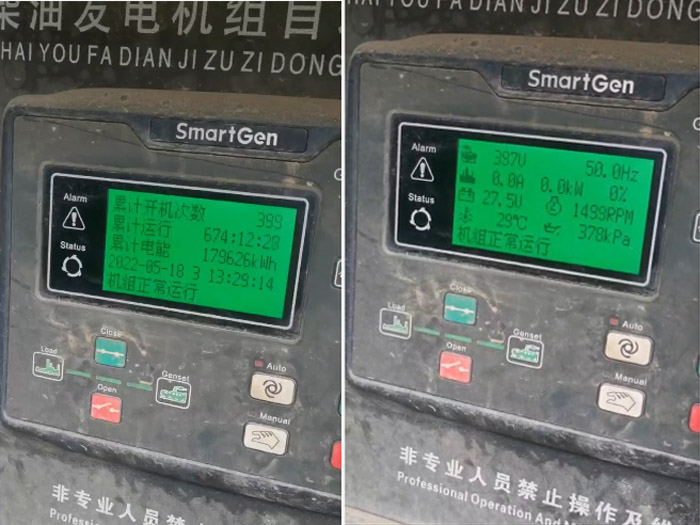 柴油发电机组自
HAI YOU FA DIAN JI ZU ZI DONG
SmartGen
Alarm
Status
累计开机次数 399
累计运行 674:12:28
累计电能 179626kWh
2022-05-18 3 13:29:14
机组正常运行
Close
Load
Genset
Open
Auto
Manual
非专业人员禁止操
Professional Operation
HAI YOU FA DIAN JI ZU ZI DONG
SmartGen
Alarm
Status
397V 50.0Hz
0.0A 0.0kW 0%
27.5V 1499RPM
29℃ 378kPa
机组正常运行
Close
Load
Genset
Open
Auto
Manual
非专业人员禁止操作及
Professional Operation And